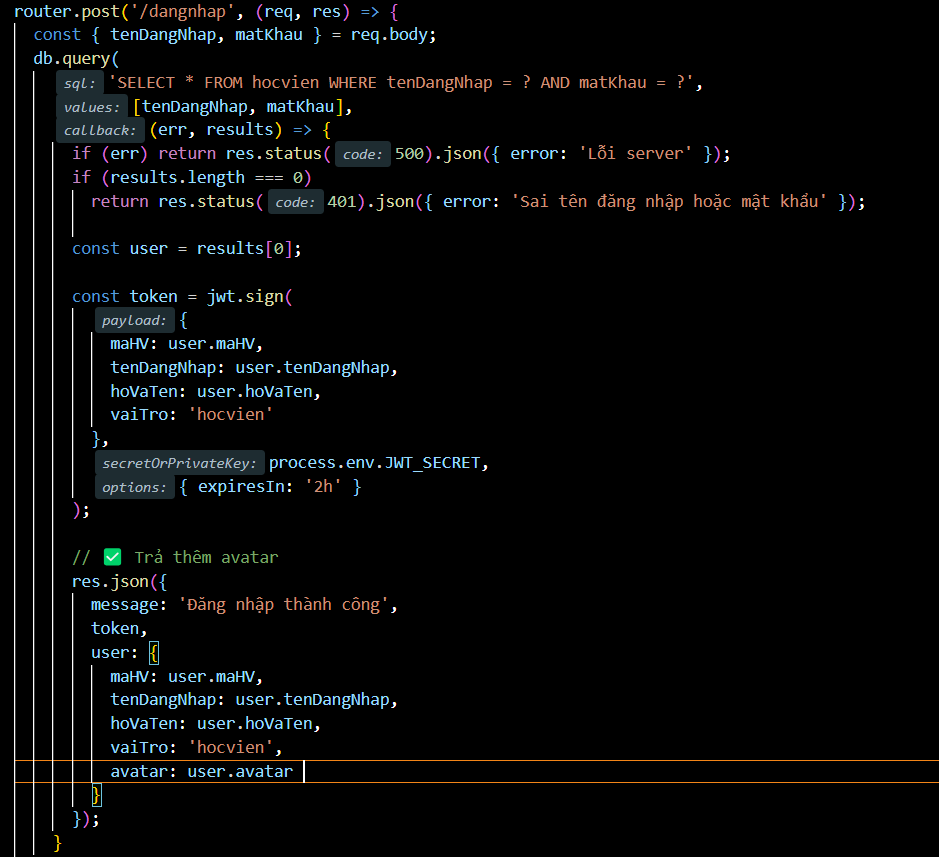 router.post('/dangnhap', (req, res) => {
const { tenDangNhap, matKhau } = req.body;
db.query(
sql: 'SELECT * FROM hocvien WHERE tenDangNhap = ? AND matKhau = ?',
values: [tenDangNhap, matKhau],
callback: (err, results) => {
if (err) return res.status( code: 500).json({ error: 'Lỗi server' });
if (results.length === 0)
return res.status( code: 401).json({ error: 'Sai tên đăng nhập hoặc mật khẩu' });
const user = results[0];
const token = jwt.sign(
payload: {
maHV: user.maHV,
tenDangNhap: user.tenDangNhap,
hoVaTen: user.hoVaTen,
vaiTro: 'hocvien'
},
secretOrPrivateKey: process.env.JWT_SECRET,
options: { expiresIn: '2h' }
);
// ✅ Trả thêm avatar
res.json({
message: 'Đăng nhập thành công',
token,
user: {
maHV: user.maHV,
tenDangNhap: user.tenDangNhap,
hoVaTen: user.hoVaTen,
vaiTro: 'hocvien',
avatar: user.avatar
}
});
}